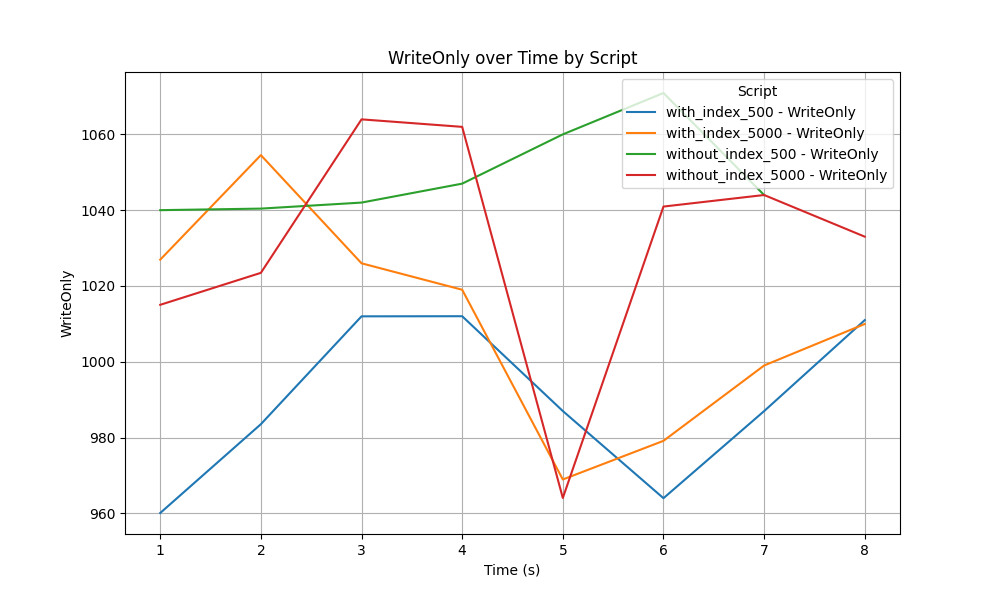 WriteOnly over Time by Script
Script
with_index_500 - WriteOnly
with_index_5000 - WriteOnly
without_index_500 - WriteOnly
without_index_5000 - WriteOnly
WriteOnly
1060
1040
1020
1000
980
960
1 2 3 4 5 6 7 8
Time (s)